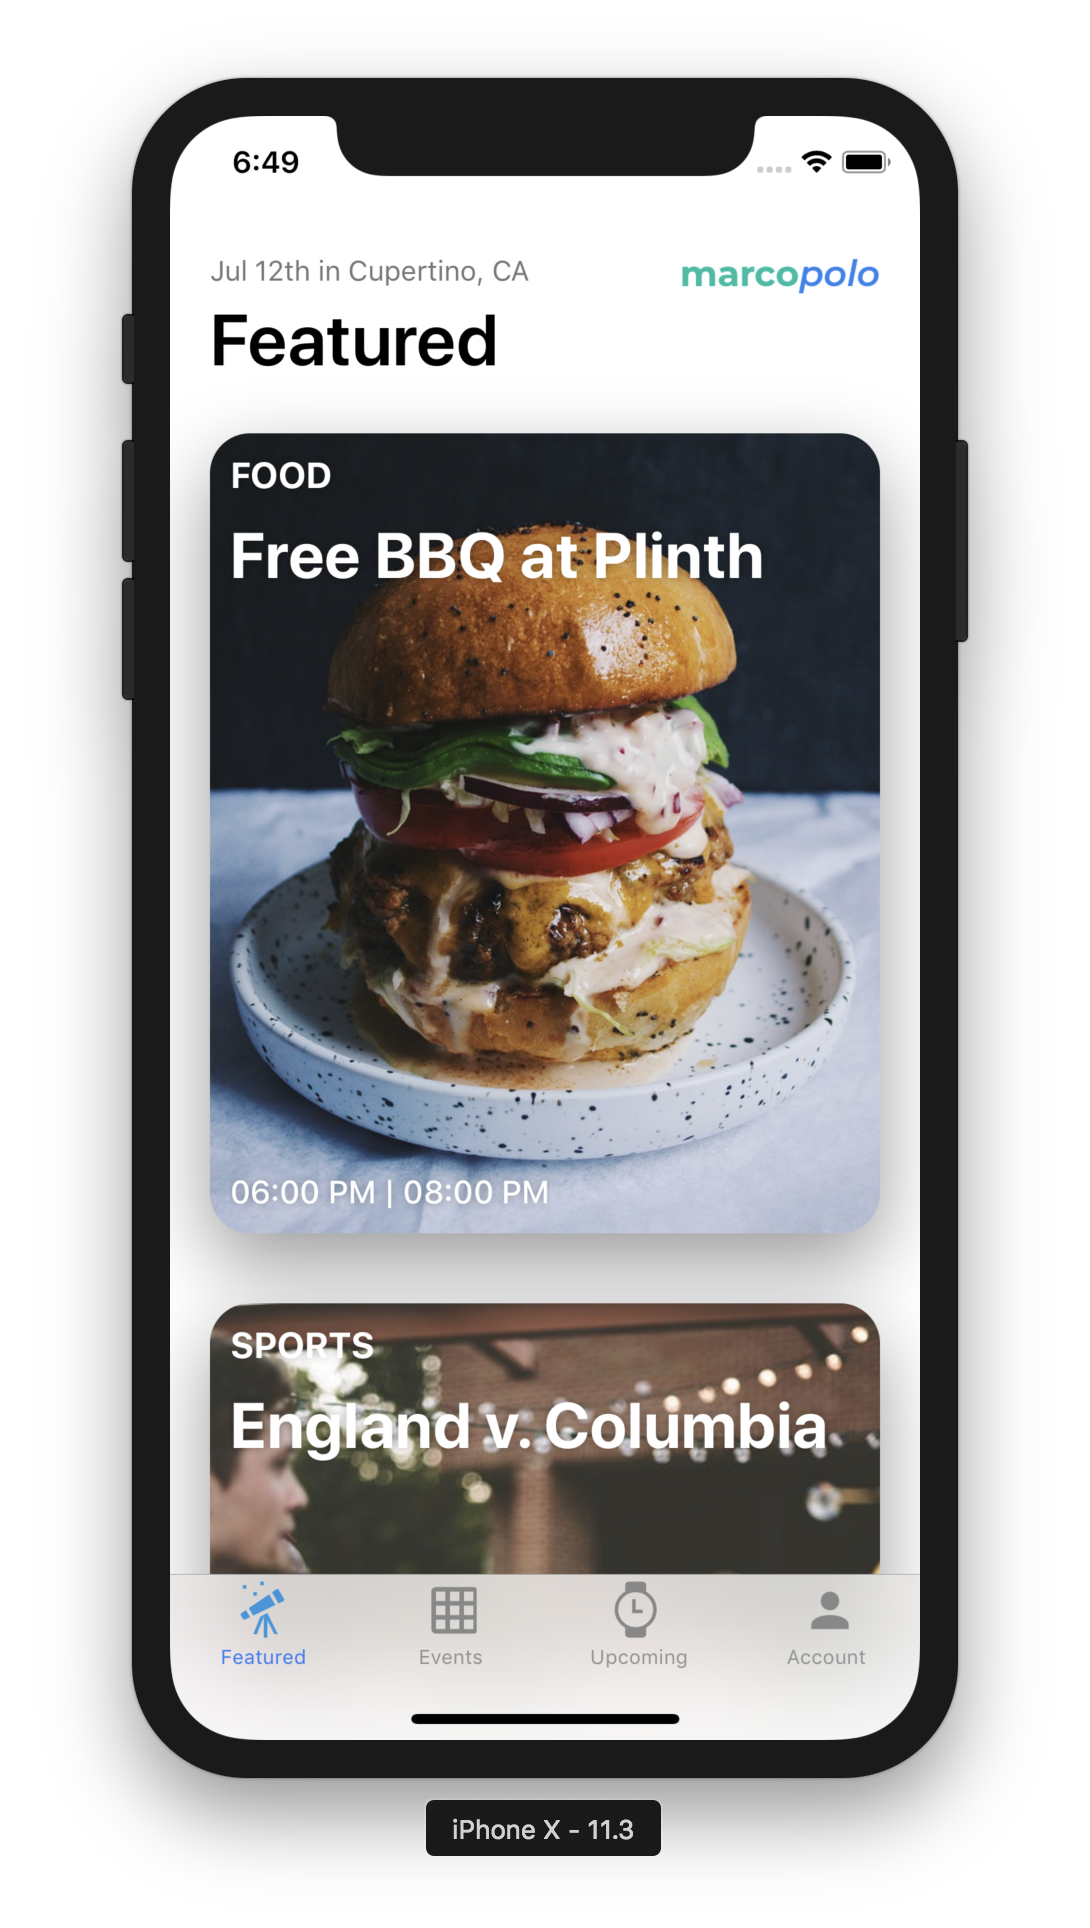 6:49
Jul 12th in Cupertino, CA
marcopolo
Featured
FOOD
Free BBQ at Plinth
06:00 PM | 08:00 PM
SPORTS
England v. Columbia
Featured
Events
Upcoming
Account
iPhone X - 11.3